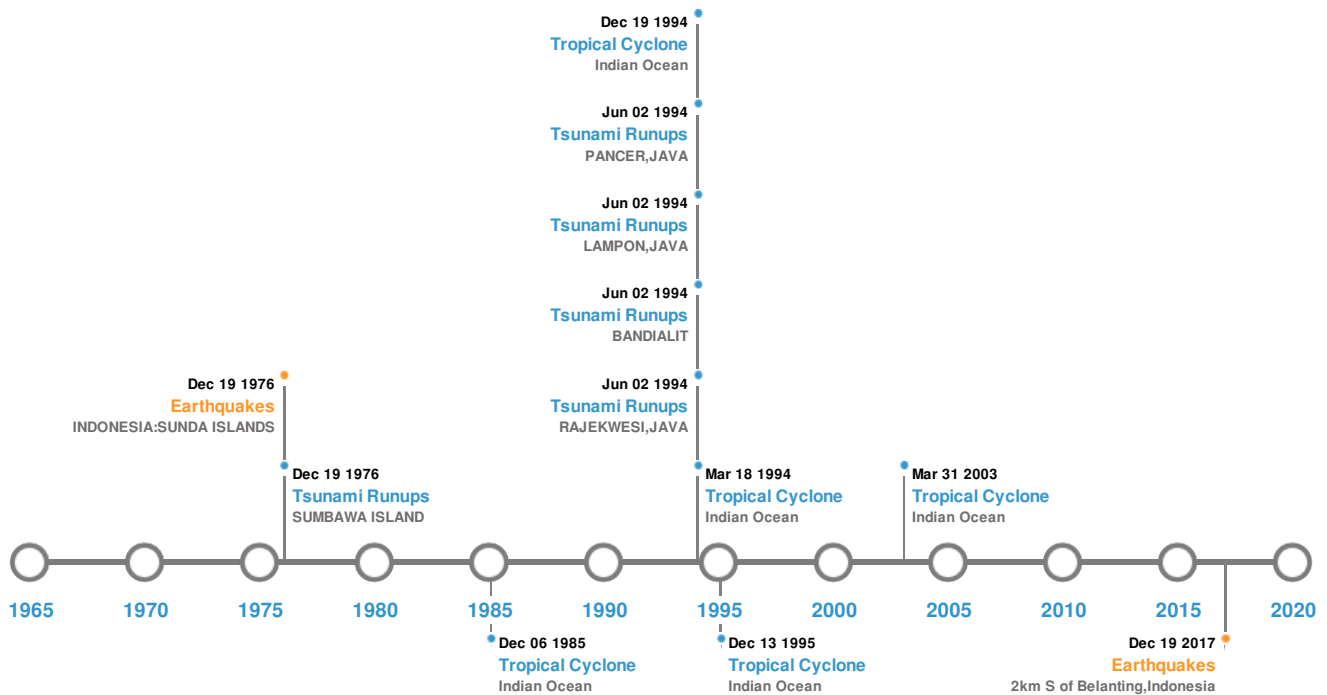 Dec 19 1994
Tropical Cyclone
Indian Ocean
Jun 02 1994
Tsunami Runups
PANCER,JAVA
Jun 02 1994
Tsunami Runups
LAMPON,JAVA
Jun 02 1994
Tsunami Runups
BANDIALIT
Dec 19 1976
Earthquakes
INDONESIA:SUNDA ISLANDS
Jun 02 1994
Tsunami Runups
RAJEKWESI,JAVA
Dec 19 1976
Tsunami Runups
SUMBAWA ISLAND
Mar 18 1994
Tropical Cyclone
Indian Ocean
Mar 31 2003
Tropical Cyclone
Indian Ocean
1965 1970 1975 1980 1985 1990 1995 2000 2005 2010 2015 2020
Dec 06 1985
Tropical Cyclone
Indian Ocean
Dec 13 1995
Tropical Cyclone
Indian Ocean
Dec 19 2017
Earthquakes
2km S of Belanting,Indonesia